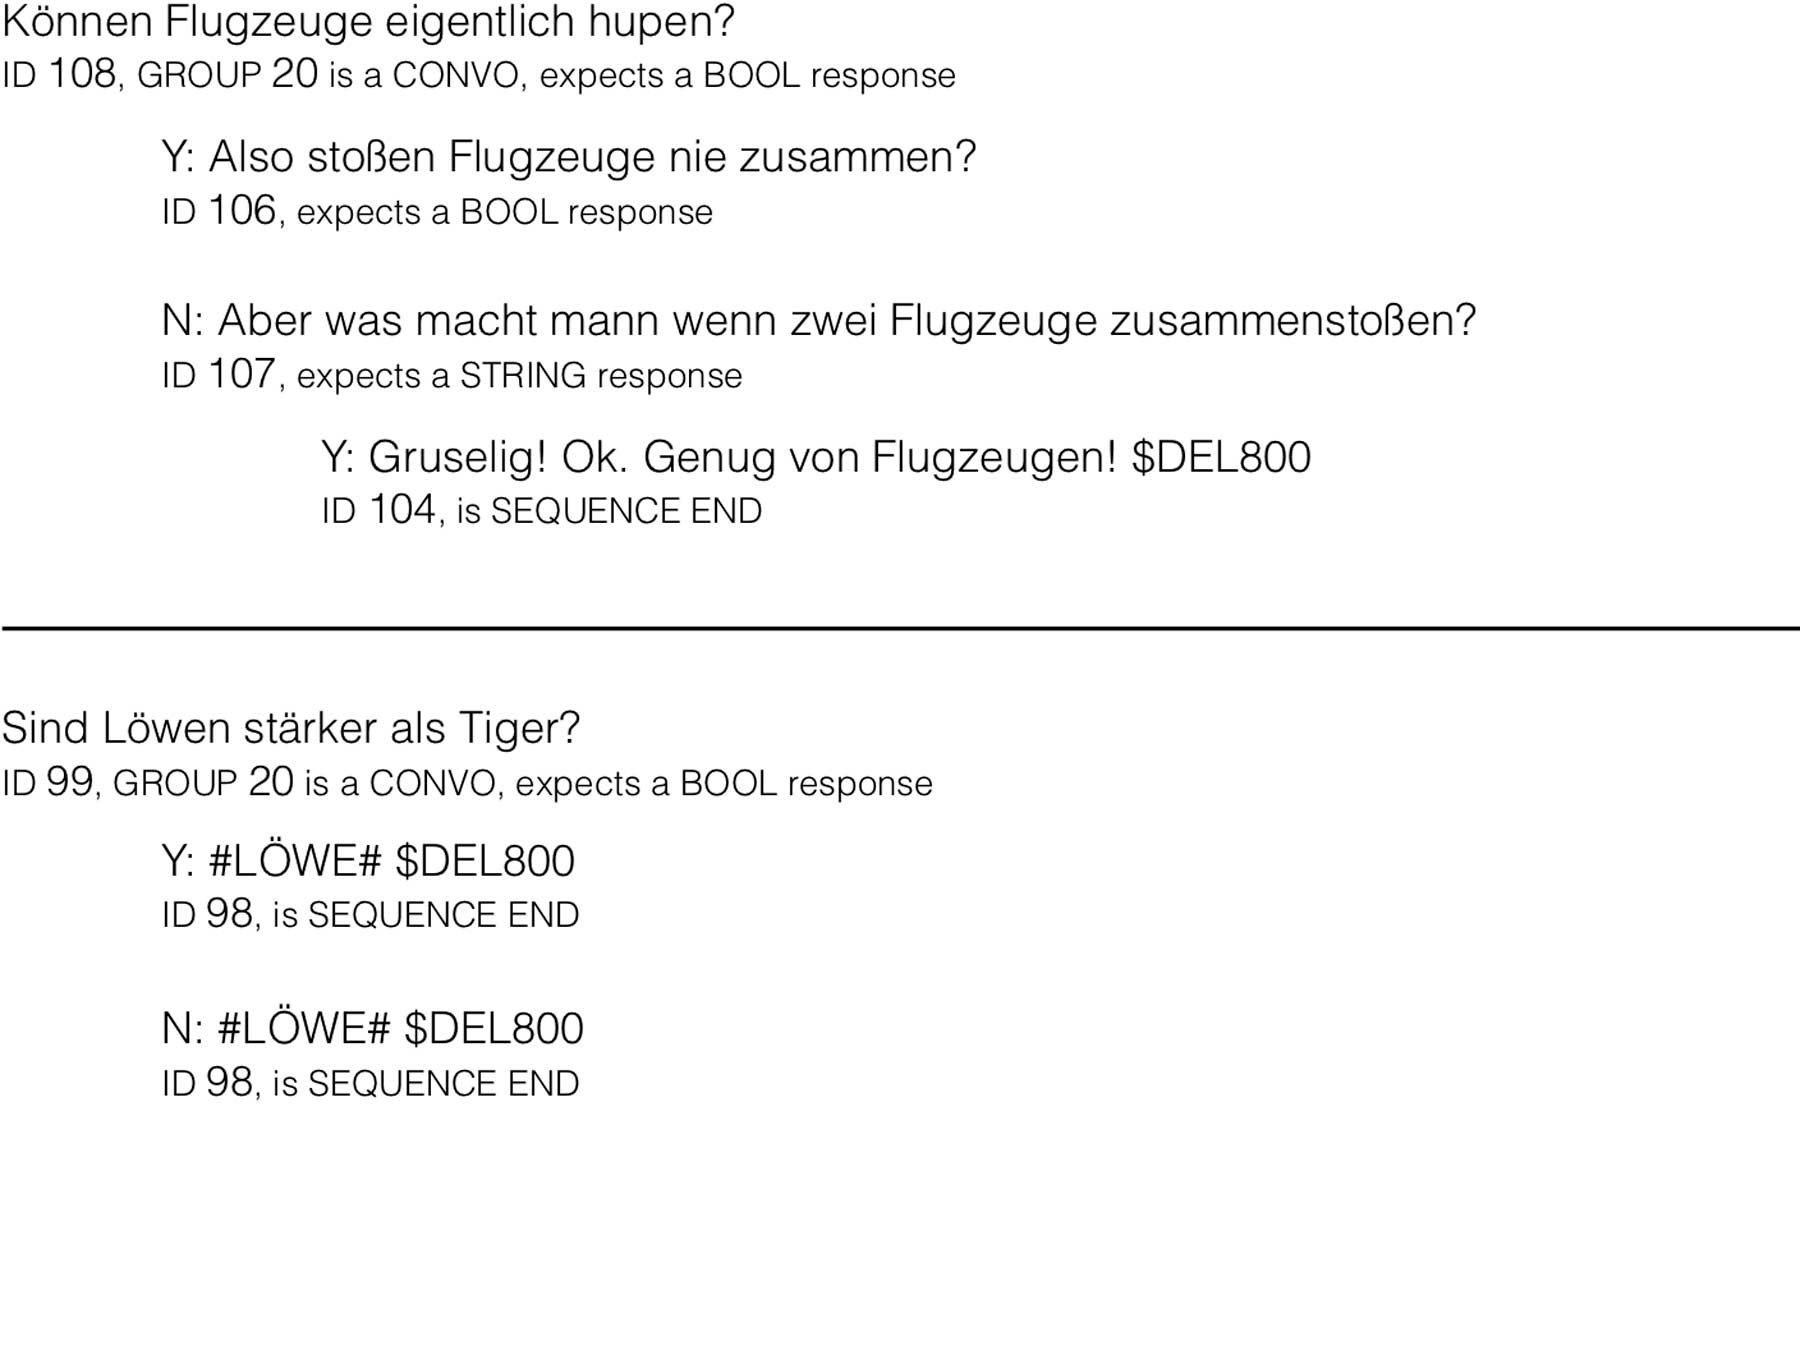 Können Flugzeuge eigentlich hupen?
ID 108, GROUP 20 is a CONVO, expects a BOOL response
Y: Also stoßen Flugzeuge nie zusammen?
ID 106, expects a BOOL response
N: Aber was macht mann wenn zwei Flugzeuge zusammenstoßen?
ID 107, expects a STRING response
Y: Gruselig! Ok. Genug von Flugzeugen! $DEL800
ID 104, is SEQUENCE END
Sind Löwen stärker als Tiger?
ID 99, GROUP 20 is a CONVO, expects a BOOL response
Y: #LÖWE# $DEL800
ID 98, is SEQUENCE END
N: #LÖWE# $DEL800
ID 98, is SEQUENCE END